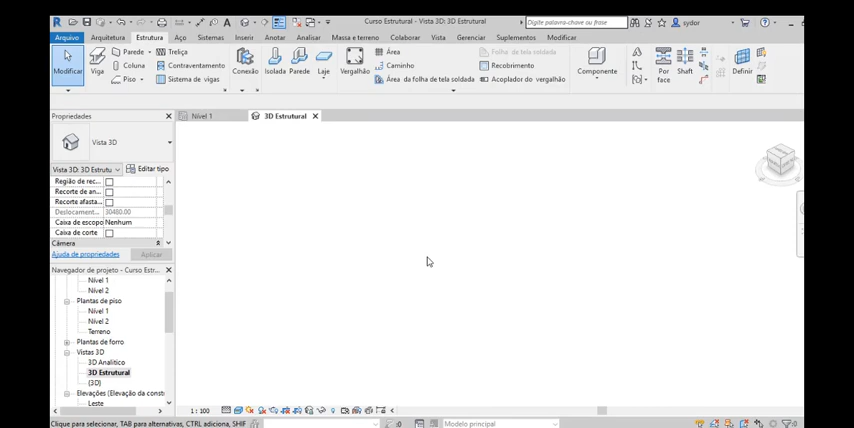 Curso Estrutural - Vista 3D: 3D Estrutural
Digite palavra-chave ou frase
sydor
Arquivo Arquitetura Estrutura Aço Sistemas Inserir Anotar Massa e terreno Analisar Colaborar Vista Gerenciar Suplementos Modificar
Modificar
Viga
Parede
Coluna
Piso
Treliça
Contraventamento
Sistema de vigas
Conexão
Isolada
Parede
Laje
Vergalhão
Área
Caminho
Área da folha de tela soldada
Folha de tela soldada
Recobrimento
Acoplador do vergalhão
Componente
Por
face
Shaft
Definir
Propriedades
Vista 3D
Vista 3D: 3D Estrutu
Editar tipo
Região de rec...
Recorte de an...
Recorte afasta...
Deslocament... 30480.00
Caixa de escopo Nenhum
Caixa de corte
Câmera
Ajuda de propriedades
Aplicar
Navegador de projeto - Curso Estr...
Nível 1
Nível 2
Plantas de piso
Nível 1
Nível 2
Terreno
Plantas de forro
Vistas 3D
3D Analítico
3D Estrutural
(3D)
Elevações (Elevação da constr
Leste
Nível 1
3D Estrutural
1 : 100
Clique para selecionar, TAB para alternativas, CTRL adiciona, SHIF
:0
Modelo principal
:0